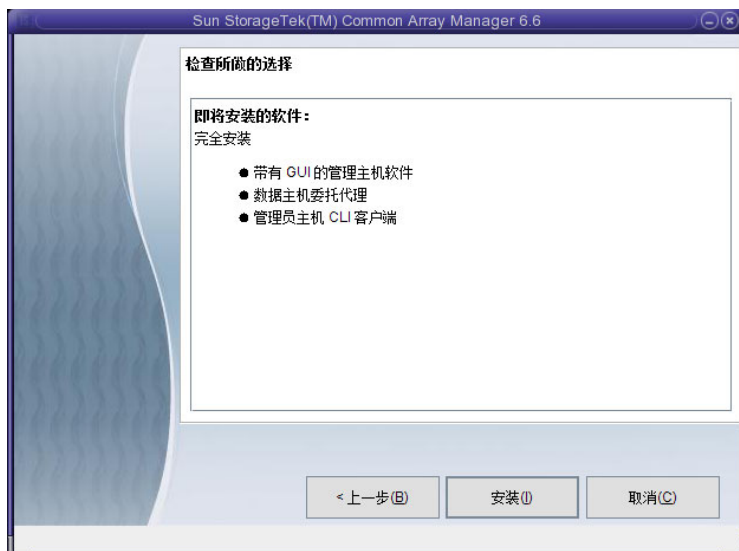 Sun StorageTek(TM) Common Array Manager 6.6
检查所做的选择
即将安装的软件：
完全安装
● 带有 GUI 的管理主机软件
● 数据主机委托代理
● 管理员主机 CLI 客户端
< 上一步(B) 安装(I) 取消(C)